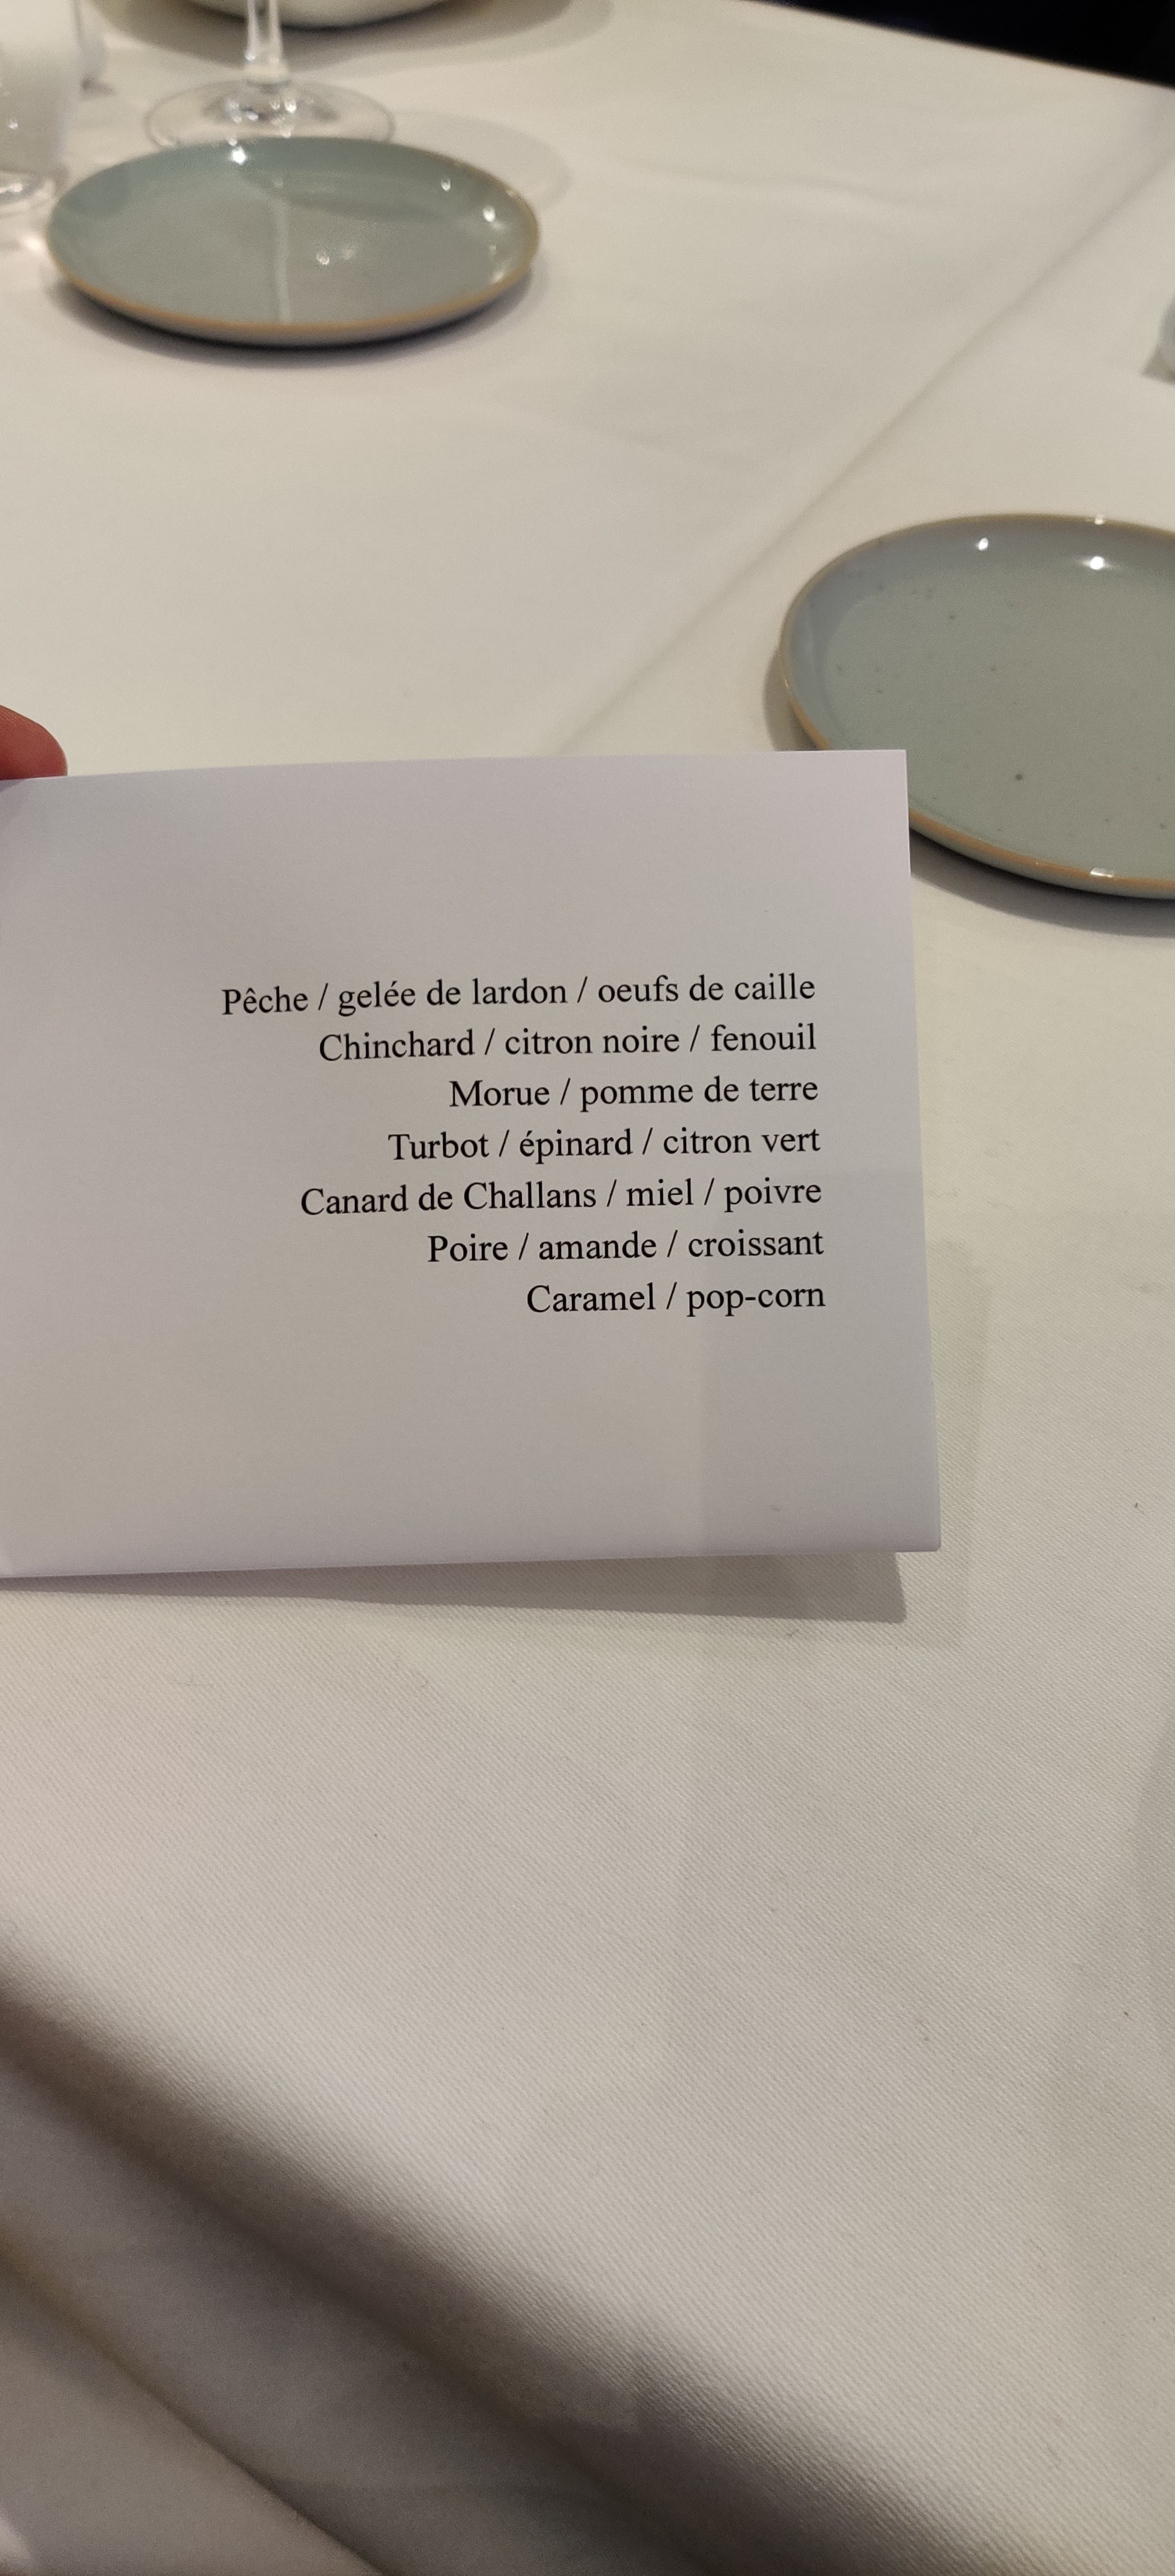 Pêche / gelée de lardon / oeufs de caille
Chinchard / citron noire / fenouil
Morue / pomme de terre
Turbot / épinard / citron vert
Canard de Challans / miel / poivre
Poire / amande / croissant
Caramel / pop-corn